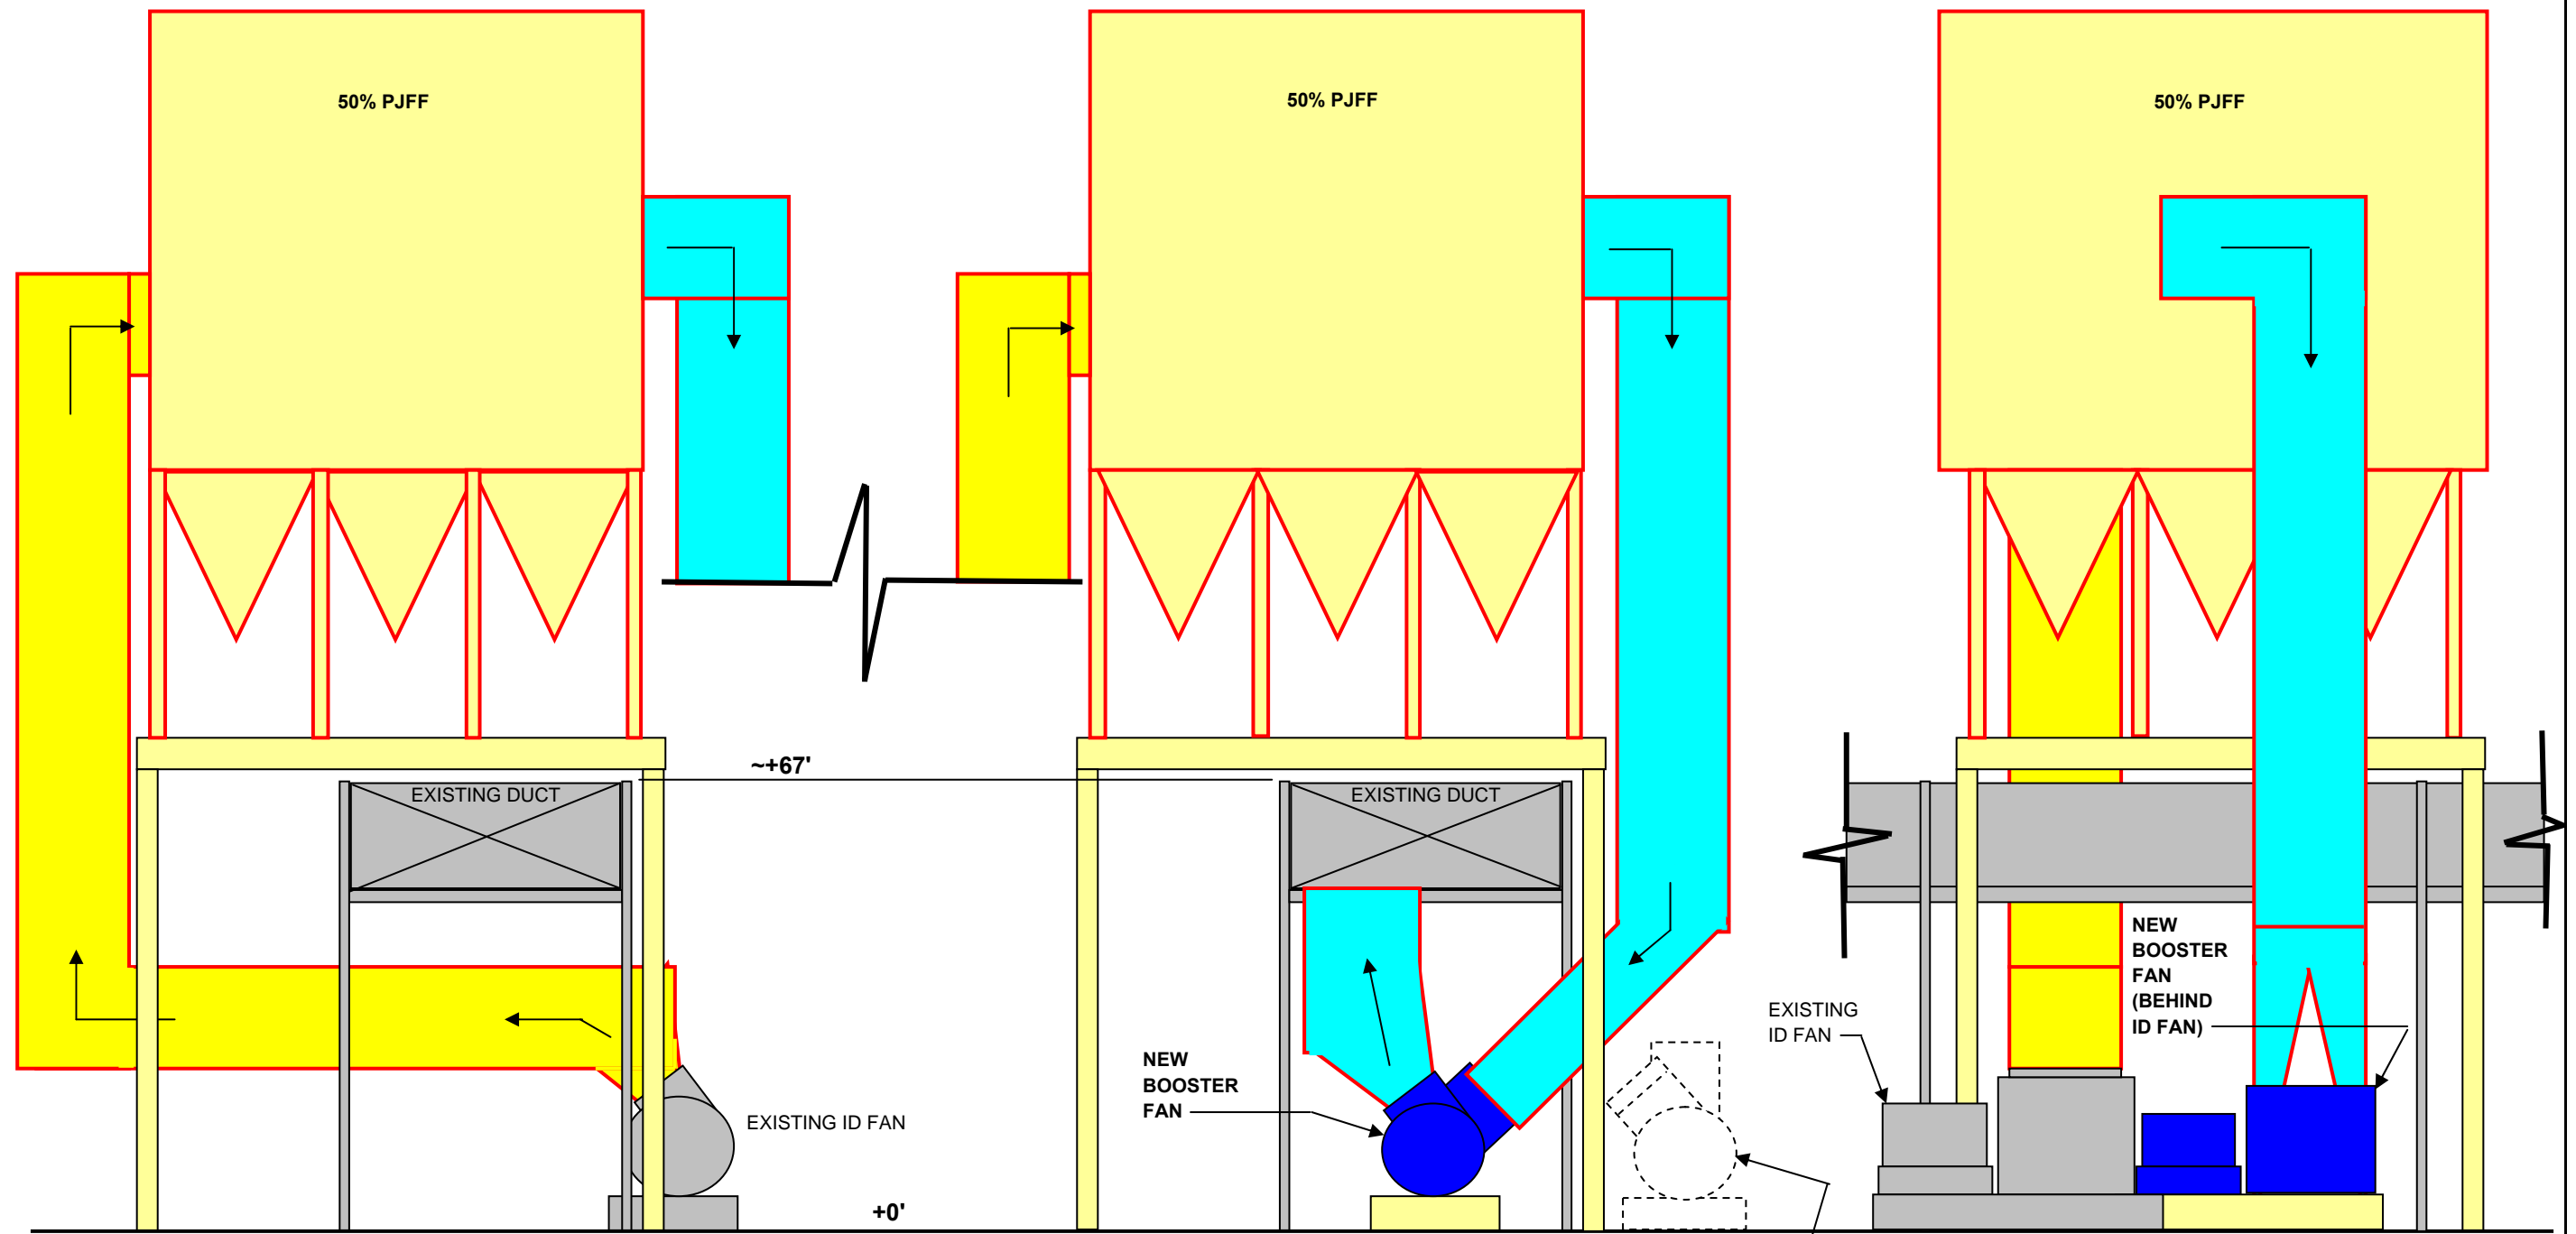 50% PJFF
50% PJFF
50% PJFF
~+67'
EXISTING DUCT
EXISTING DUCT
NEW
BOOSTER
FAN
(BEHIND
ID FAN)
EXISTING
ID FAN
NEW
BOOSTER
FAN
EXISTING ID FAN
+0'